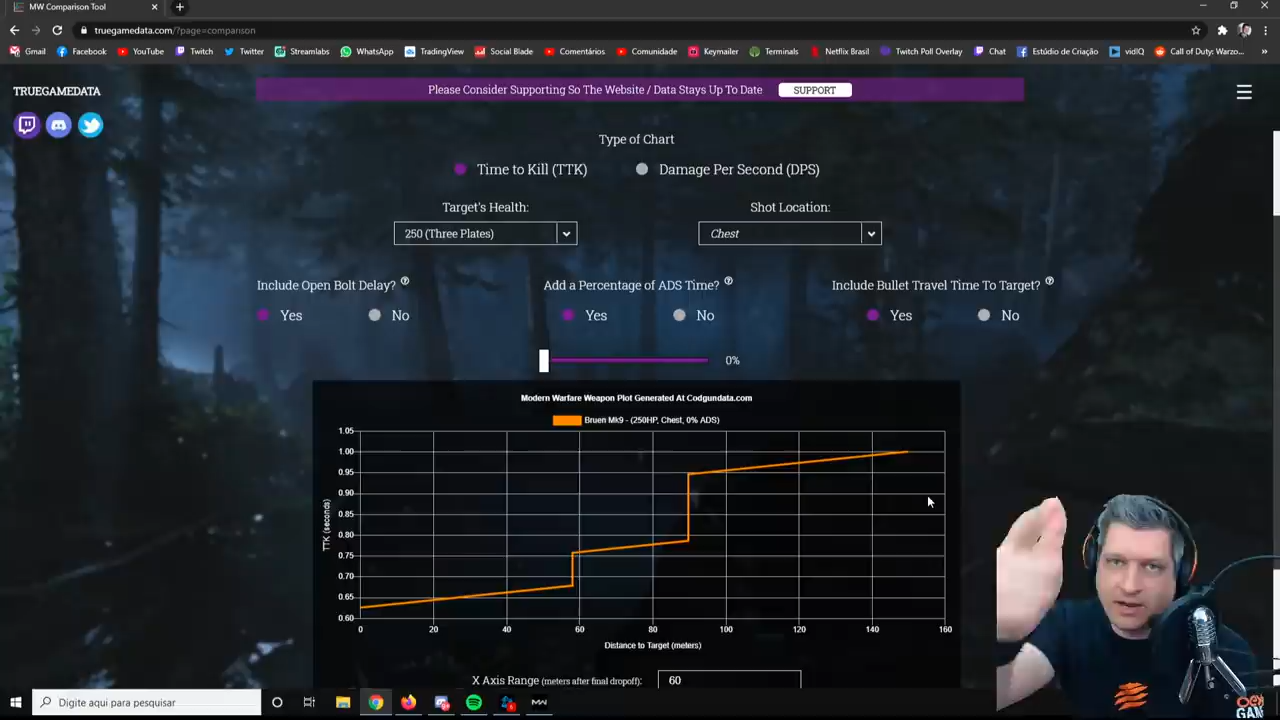 MW Comparison Tool
truegamedata.com/?page=comparison
Gmail Facebook YouTube Twitch Twitter Streamlabs WhatsApp TradingView Social Blade Comentários Comunidade Keymailer Terminals Netflix Brasil Twitch Poll Overlay Chat Estúdio de Criação vidIQ Call of Duty: Warzo...
TRUEGAMEDATA
Please Consider Supporting So The Website / Data Stays Up To Date SUPPORT
Type of Chart
Time to Kill (TTK) Damage Per Second (DPS)
Target's Health: Shot Location:
250 (Three Plates) Chest
Include Open Bolt Delay? Add a Percentage of ADS Time? Include Bullet Travel Time To Target?
Yes No Yes No Yes No
0%
Modern Warfare Weapon Plot Generated At Codgundata.com
Bruen Mk9 - (250HP, Chest, 0% ADS)
1.05
1.00
0.95
0.90
0.85
0.80
0.75
0.70
0.65
0.60
TTK (seconds)
0 20 40 60 80 100 120 140 160
Distance to Target (meters)
X Axis Range (meters after final dropoff): 60
Digite aqui para pesquisar
MW
GAN